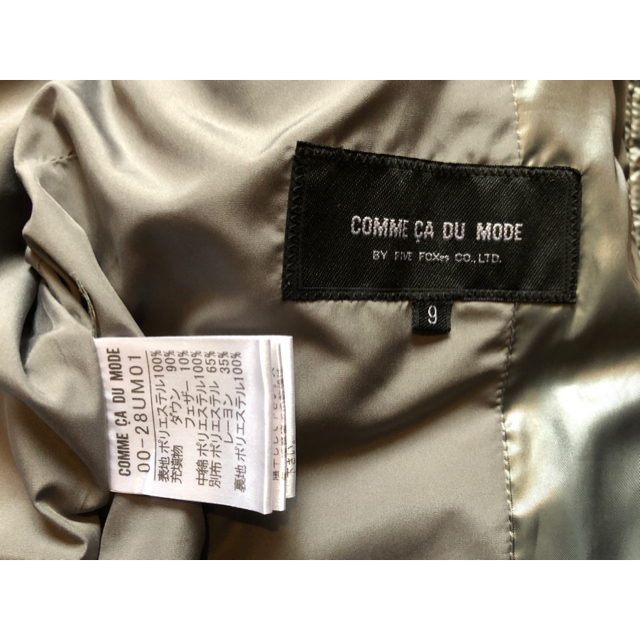 COMME ÇA DU MODE
BY FIVE FOXes CO., LTD.
9
COMME CA DU MODE
00-28UM01
表地 ポリエステル100%
充填物 ダウン 90%
フェザー 10%
中綿 ポリエステル100%
別布 ポリエステル 65%
レーヨン 35%
裏地 ポリエステル100%